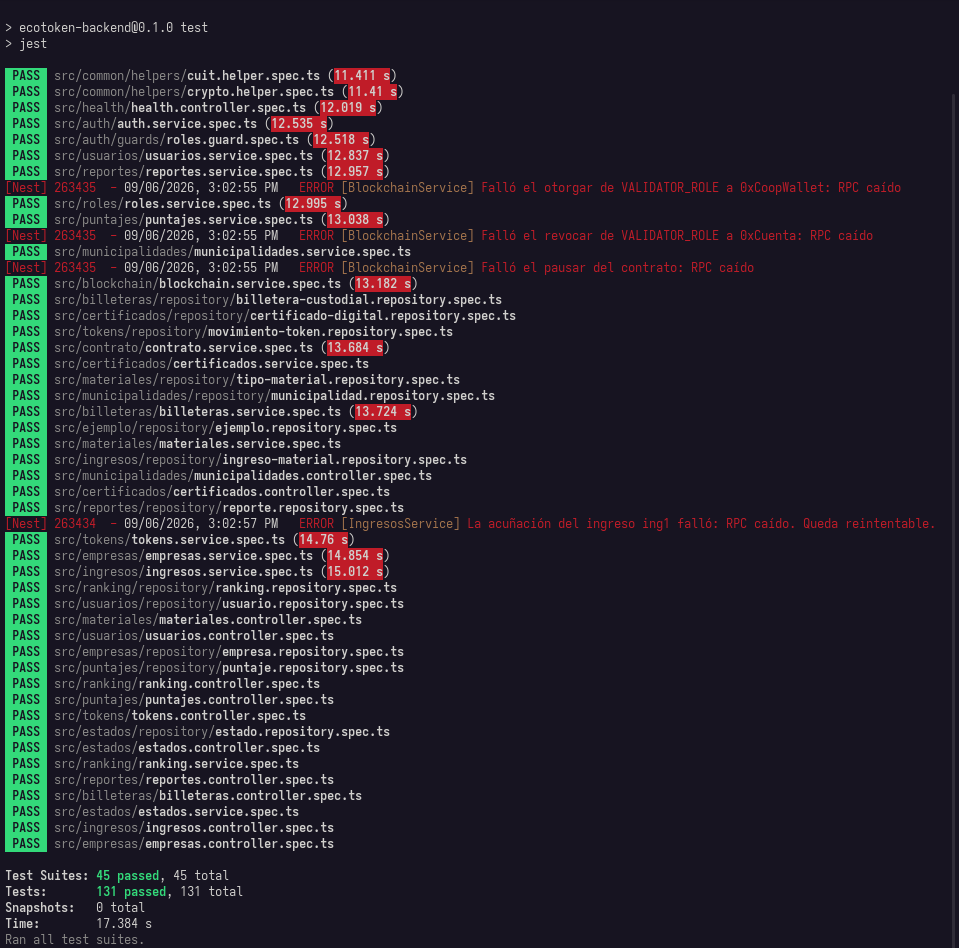 > ecotoken-backend@0.1.0 test
> jest
PASS src/common/helpers/cuit.helper.spec.ts (11.411 s)
PASS src/common/helpers/crypto.helper.spec.ts (11.41 s)
PASS src/health/health.controller.spec.ts (12.019 s)
PASS src/auth/auth.service.spec.ts (12.535 s)
PASS src/auth/guards/roles.guard.spec.ts (12.518 s)
PASS src/usuarios/usuarios.service.spec.ts (12.837 s)
PASS src/reportes/reportes.service.spec.ts (12.957 s)
[Nest] 263435  - 09/06/2026, 3:02:55 PM   ERROR [BlockchainService] Falló el otorgar de VALIDATOR_ROLE a 0xCoopWallet: RPC caído
PASS src/roles/roles.service.spec.ts (12.995 s)
PASS src/puntajes/puntajes.service.spec.ts (13.038 s)
[Nest] 263435  - 09/06/2026, 3:02:55 PM   ERROR [BlockchainService] Falló el revocar de VALIDATOR_ROLE a 0xCuenta: RPC caído
PASS src/municipalidades/municipalidades.service.spec.ts
[Nest] 263435  - 09/06/2026, 3:02:55 PM   ERROR [BlockchainService] Falló el pausar del contrato: RPC caído
PASS src/blockchain/blockchain.service.spec.ts (13.182 s)
PASS src/billeteras/repository/billetera-custodial.repository.spec.ts
PASS src/certificados/repository/certificado-digital.repository.spec.ts
PASS src/tokens/repository/movimiento-token.repository.spec.ts
PASS src/contrato/contrato.service.spec.ts (13.684 s)
PASS src/certificados/certificados.service.spec.ts
PASS src/materiales/repository/tipo-material.repository.spec.ts
PASS src/municipalidades/repository/municipalidad.repository.spec.ts
PASS src/billeteras/billeteras.service.spec.ts (13.724 s)
PASS src/ejemplo/repository/ejemplo.repository.spec.ts
PASS src/materiales/materiales.service.spec.ts
PASS src/ingresos/repository/ingreso-material.repository.spec.ts
PASS src/municipalidades/municipalidades.controller.spec.ts
PASS src/certificados/certificados.controller.spec.ts
PASS src/reportes/repository/reporte.repository.spec.ts
[Nest] 263434  - 09/06/2026, 3:02:57 PM   ERROR [IngresosService] La acuñación del ingreso ing1 falló: RPC caído. Queda reintentable.
PASS src/tokens/tokens.service.spec.ts (14.76 s)
PASS src/empresas/empresas.service.spec.ts (14.854 s)
PASS src/ingresos/ingresos.service.spec.ts (15.012 s)
PASS src/ranking/repository/ranking.repository.spec.ts
PASS src/usuarios/repository/usuario.repository.spec.ts
PASS src/materiales/materiales.controller.spec.ts
PASS src/usuarios/usuarios.controller.spec.ts
PASS src/empresas/repository/empresa.repository.spec.ts
PASS src/puntajes/repository/puntaje.repository.spec.ts
PASS src/ranking/ranking.controller.spec.ts
PASS src/puntajes/puntajes.controller.spec.ts
PASS src/tokens/tokens.controller.spec.ts
PASS src/estados/repository/estado.repository.spec.ts
PASS src/estados/estados.controller.spec.ts
PASS src/ranking/ranking.service.spec.ts
PASS src/reportes/reportes.controller.spec.ts
PASS src/billeteras/billeteras.controller.spec.ts
PASS src/estados/estados.service.spec.ts
PASS src/ingresos/ingresos.controller.spec.ts
PASS src/empresas/empresas.controller.spec.ts
Test Suites: 45 passed, 45 total
Tests:       131 passed, 131 total
Snapshots:   0 total
Time:        17.384 s
Ran all test suites.